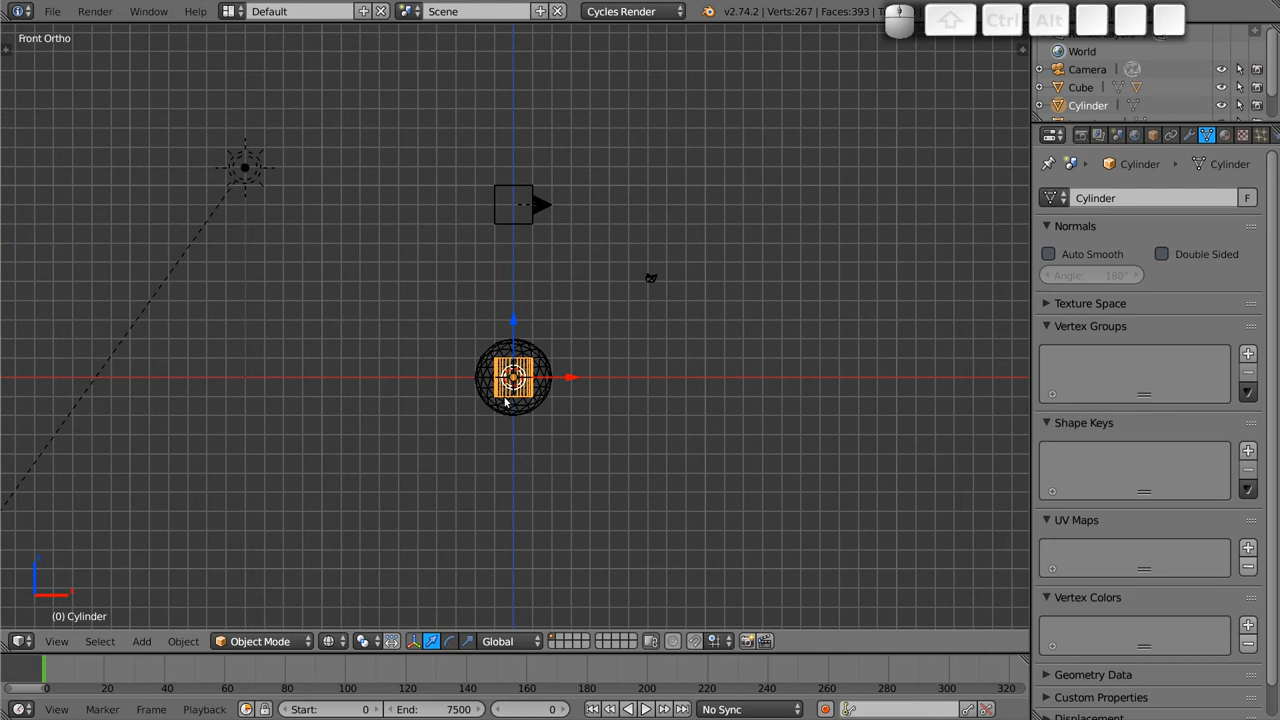 File Render Window Help Default Scene Cycles Render v2.74.2 | Verts:267 | Faces:393 |
Ctrl Alt
Front Ortho
World
Camera
Cube
Cylinder
Cylinder Cylinder
Cylinder F
Normals
Auto Smooth Double Sided
Angle: 180°
Texture Space
Vertex Groups
Shape Keys
UV Maps
Vertex Colors
Geometry Data
Custom Properties
Displacement
(0) Cylinder
View Select Add Object Object Mode Global
0 20 40 60 80 100 120 140 160 180 200 220 240 260 280 300 320
View Marker Frame Playback Start: 0 End: 7500 0 No Sync